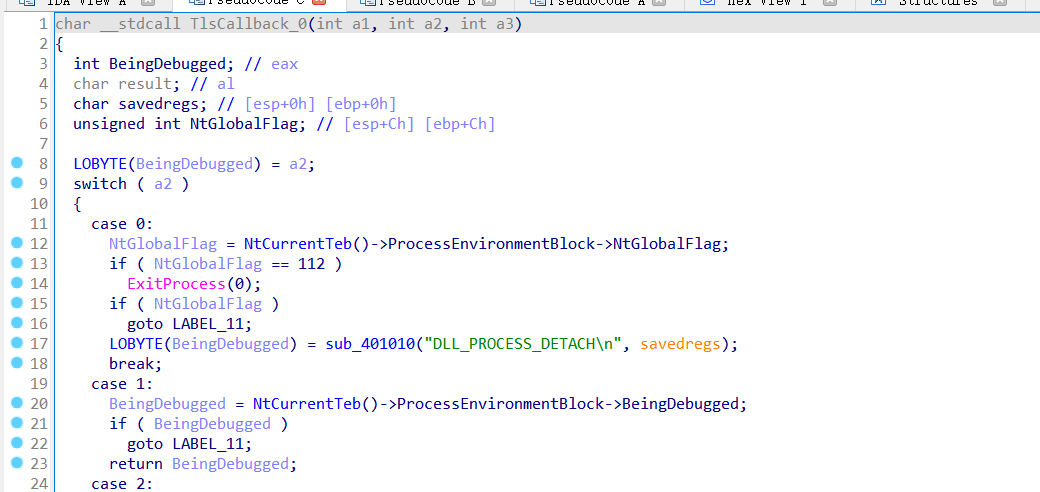 IDA View A Pseudocode C Pseudocode B Pseudocode A Hex View 1 Structures
1 char __stdcall TlsCallback_0(int a1, int a2, int a3)
2 {
3 int BeingDebugged; // eax
4 char result; // al
5 char savedregs; // [esp+0h] [ebp+0h]
6 unsigned int NtGlobalFlag; // [esp+Ch] [ebp+Ch]
7
8 LOBYTE(BeingDebugged) = a2;
9 switch ( a2 )
10 {
11 case 0:
12 NtGlobalFlag = NtCurrentTeb()->ProcessEnvironmentBlock->NtGlobalFlag;
13 if ( NtGlobalFlag == 112 )
14 ExitProcess(0);
15 if ( NtGlobalFlag )
16 goto LABEL_11;
17 LOBYTE(BeingDebugged) = sub_401010("DLL_PROCESS_DETACH\n", savedregs);
18 break;
19 case 1:
20 BeingDebugged = NtCurrentTeb()->ProcessEnvironmentBlock->BeingDebugged;
21 if ( BeingDebugged )
22 goto LABEL_11;
23 return BeingDebugged;
24 case 2: